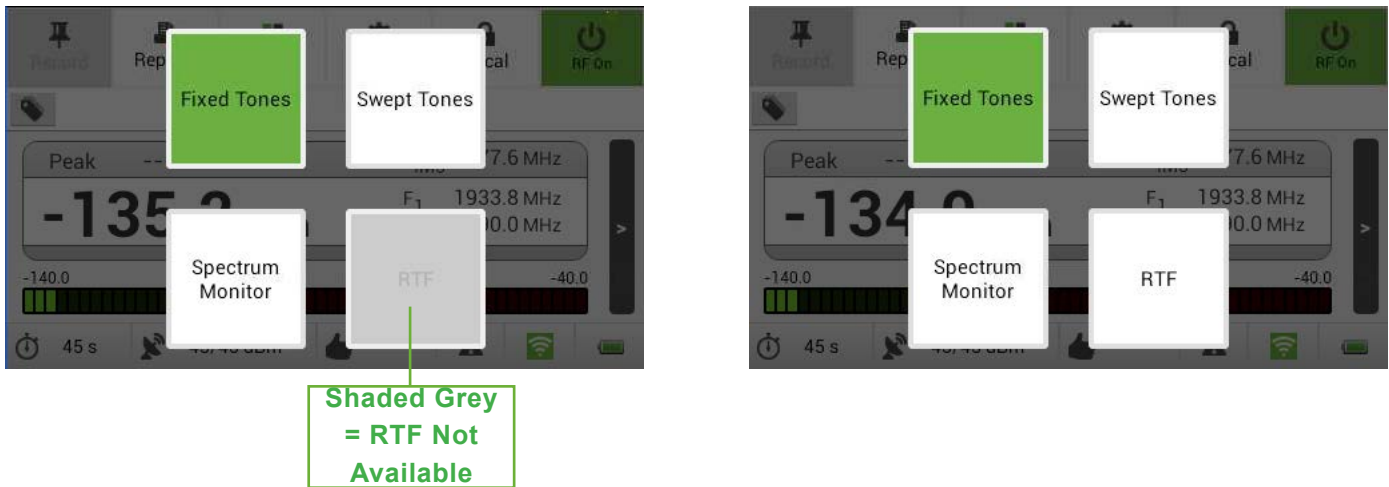 Record
Rep
cal
RF On
Fixed Tones
Swept Tones
Peak
--
7.6 MHz
-135
F1 1933.8 MHz
0.0 MHz
>
Spectrum
Monitor
RTF
-140.0
-40.0
45 s
Shaded Grey
= RTF Not
Available
Record
Rep
cal
RF On
Fixed Tones
Swept Tones
Peak
--
7.6 MHz
-134
F1 1933.8 MHz
0.0 MHz
>
Spectrum
Monitor
RTF
-140.0
-40.0
45 s